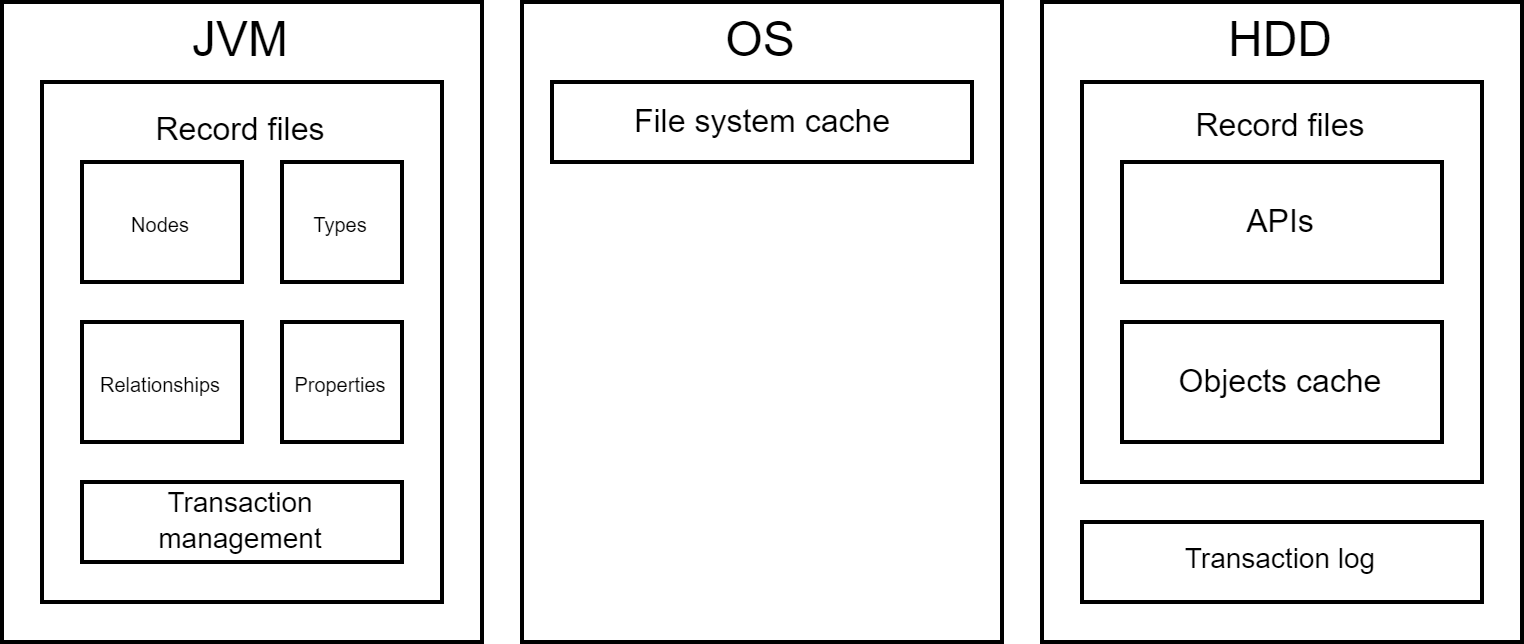 JVM
Record files
Nodes
Types
Relationships
Properties
Transaction
management
OS
File system cache
HDD
Record files
APIs
Objects cache
Transaction log